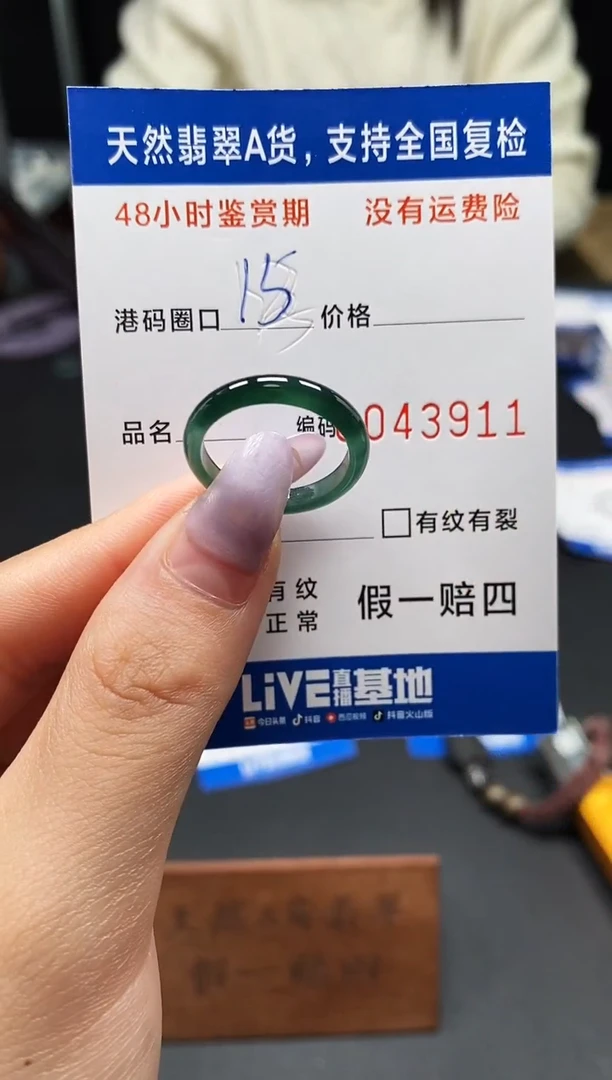 天然翡翠A货，支持全国复检
48小时鉴赏期 没有运费险
港码圈口 15 价格
品名 编码 043911
有纹有裂
有纹
正常
假一赔四
LiVE直播基地
今日头条 抖音 西瓜视频 抖音火山版